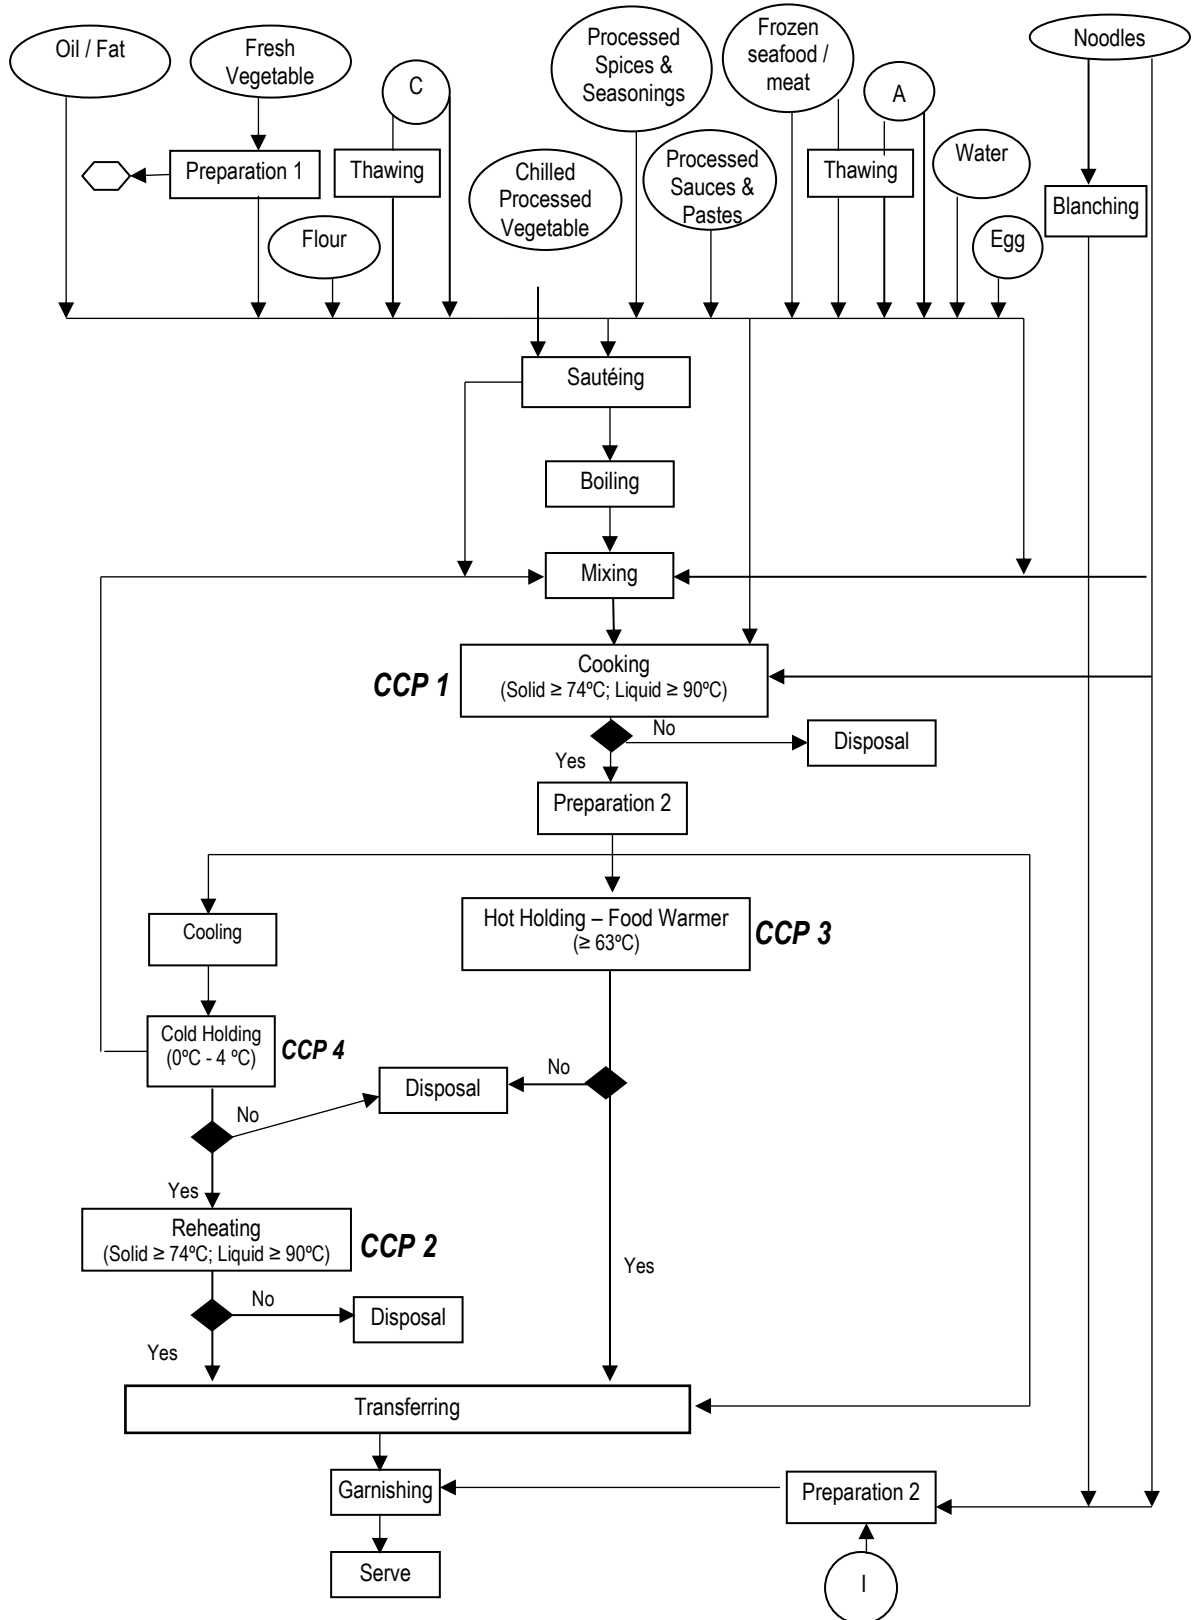 Oil / Fat
Fresh
Vegetable
C
Processed
Spices &
Seasonings
Frozen
seafood /
meat
A
Noodles
Preparation 1
Thawing
Chilled
Processed
Vegetable
Processed
Sauces &
Pastes
Thawing
Water
Blanching
Flour
Egg
Sautéing
Boiling
Mixing
CCP 1
Cooking
(Solid ≥ 74ºC; Liquid ≥ 90ºC)
No
Disposal
Yes
Preparation 2
Cooling
Hot Holding – Food Warmer
(≥ 63ºC)
CCP 3
Cold Holding
(0ºC - 4 ºC)
CCP 4
No
Disposal
No
Yes
Reheating
(Solid ≥ 74ºC; Liquid ≥ 90ºC)
CCP 2
Yes
No
Disposal
Yes
Transferring
Garnishing
Preparation 2
Serve
I